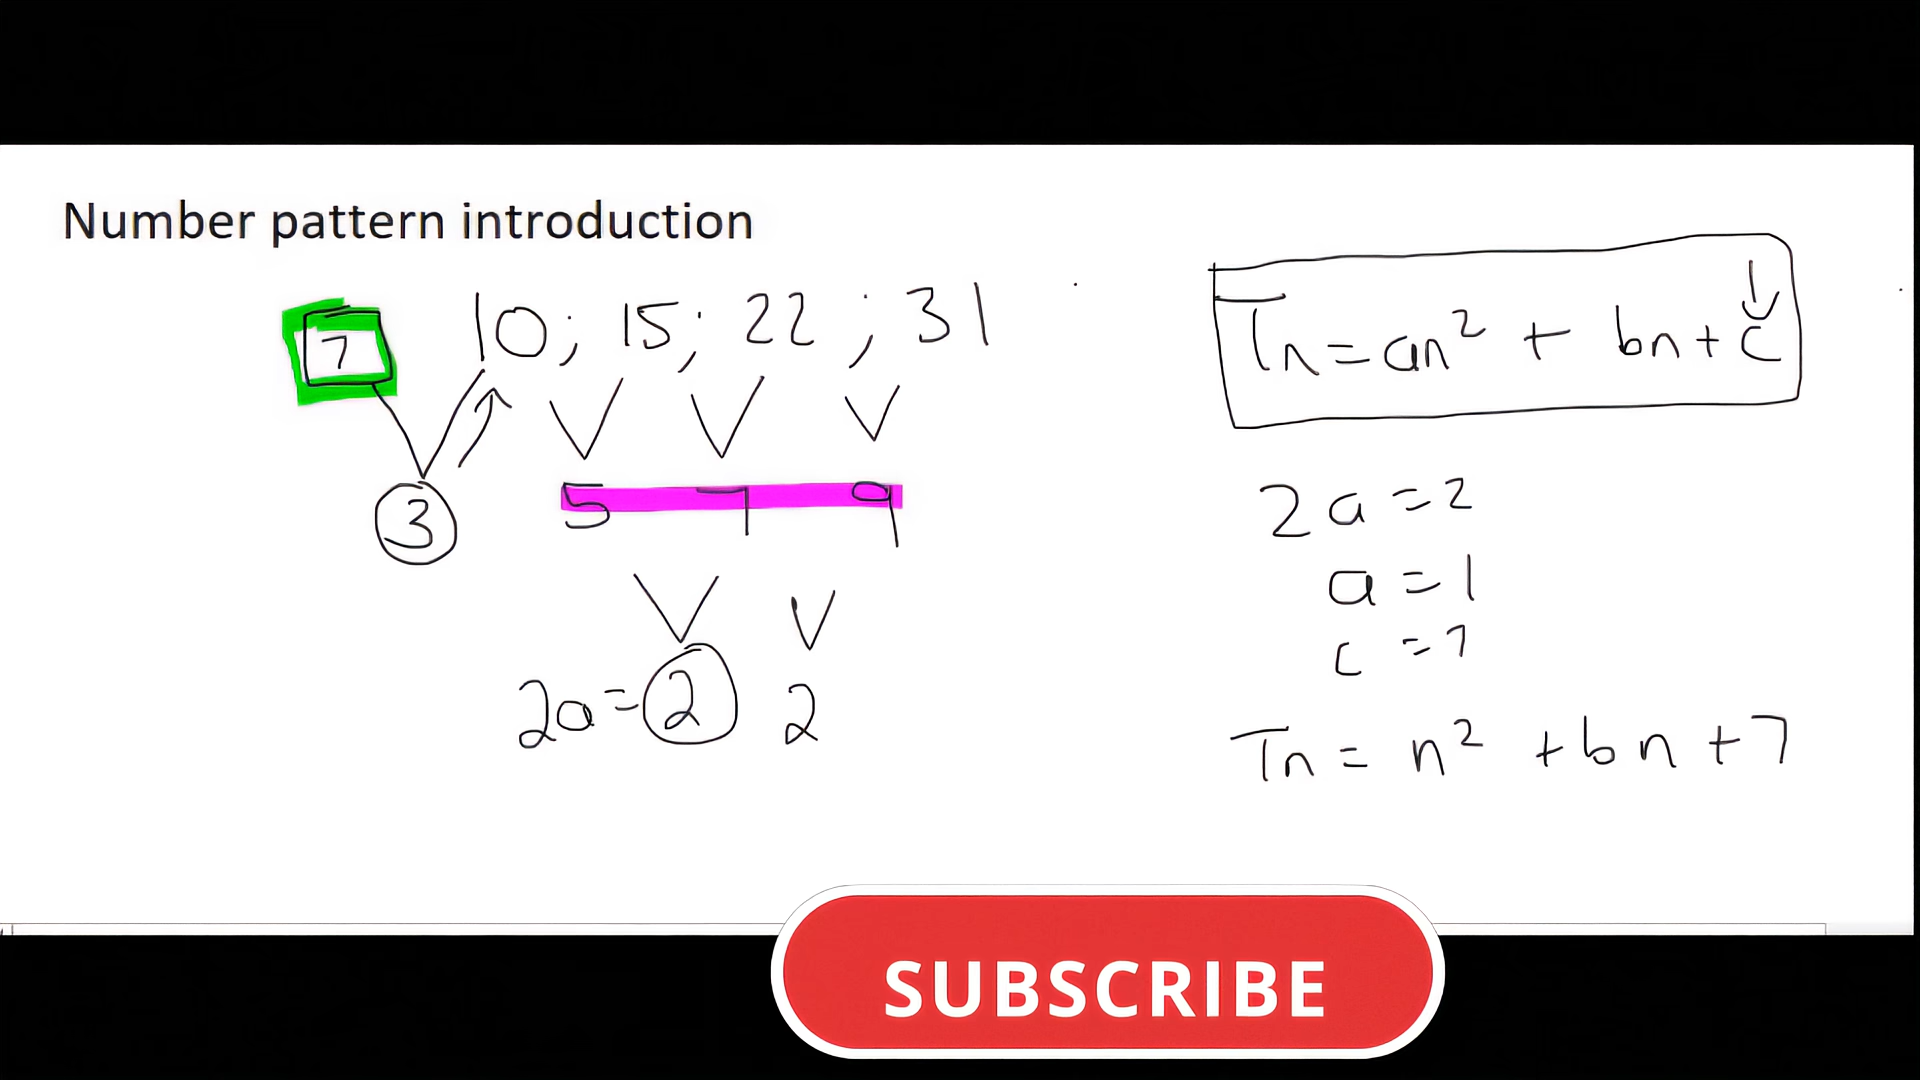 Number pattern introduction
7 10; 15; 22; 31
Tn = an² + bn + c
3 5 7 9
2a = 2
a = 1
c = 7
2a = 2 2
Tn = n² + bn + 7
SUBSCRIBE